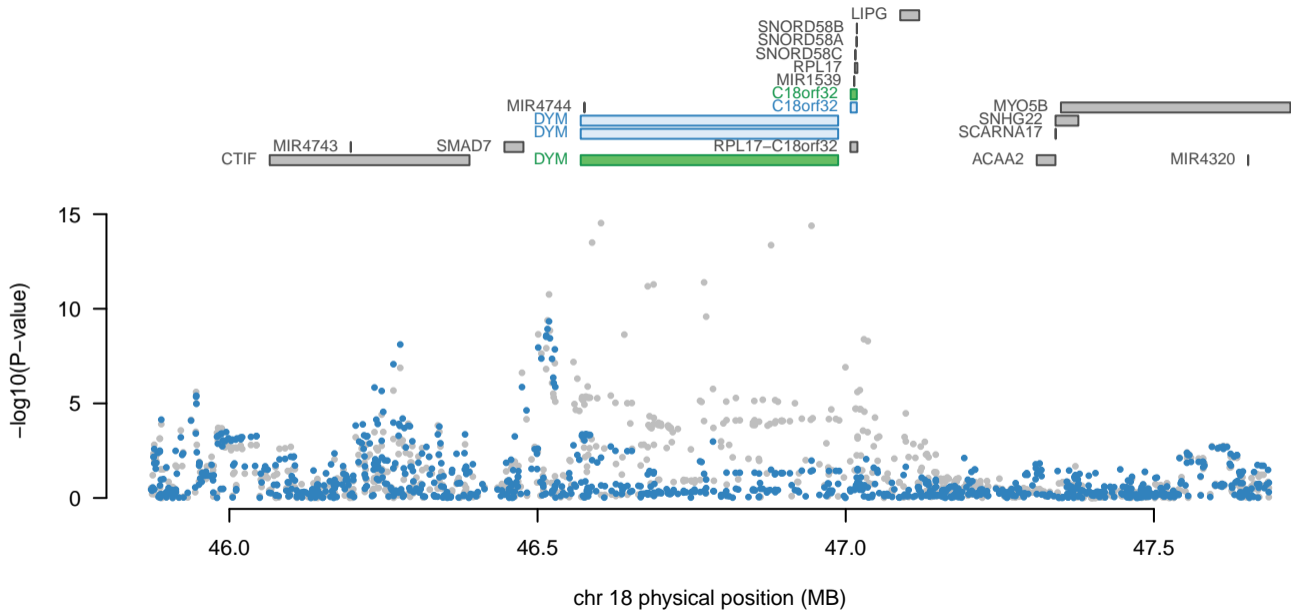 LIPG
SNORD58B
SNORD58A
SNORD58C
RPL17
MIR1539
C18orf32
MIR4744 C18orf32 MYO5B
DYM SNHG22
DYM SCARNA17
MIR4743 SMAD7 RPL17−C18orf32
CTIF DYM ACAA2 MIR4320
15
10
5
0
−log10(P−value)
46.0 46.5 47.0 47.5
chr 18 physical position (MB)